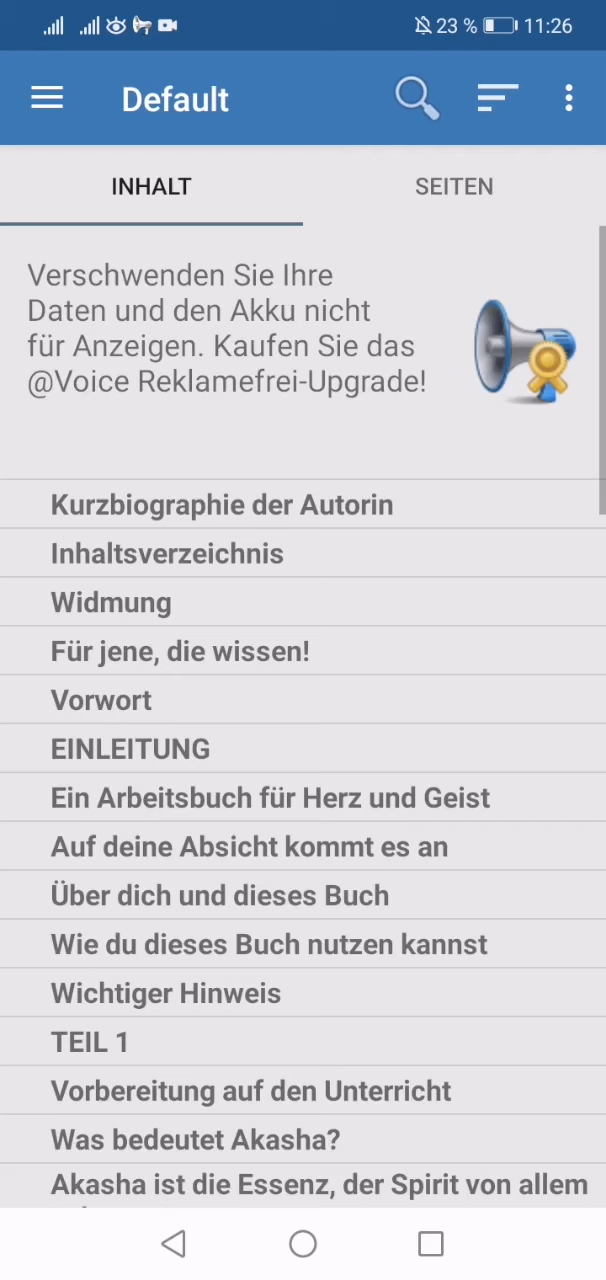 23 % 11:26
Default
INHALT SEITEN
Verschwenden Sie Ihre
Daten und den Akku nicht
für Anzeigen. Kaufen Sie das
@Voice Reklamefrei-Upgrade!
Kurzbiographie der Autorin
Inhaltsverzeichnis
Widmung
Für jene, die wissen!
Vorwort
EINLEITUNG
Ein Arbeitsbuch für Herz und Geist
Auf deine Absicht kommt es an
Über dich und dieses Buch
Wie du dieses Buch nutzen kannst
Wichtiger Hinweis
TEIL 1
Vorbereitung auf den Unterricht
Was bedeutet Akasha?
Akasha ist die Essenz, der Spirit von allem